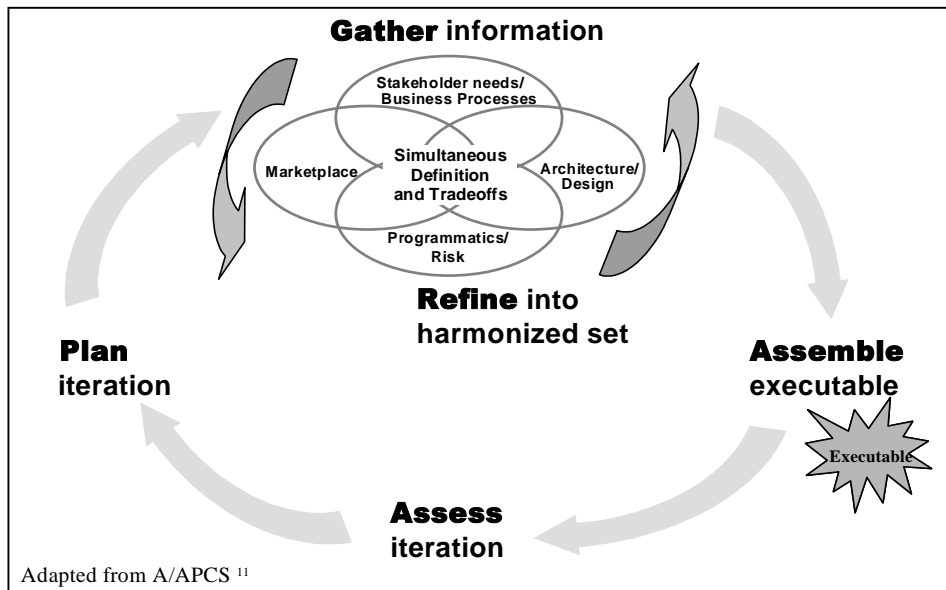 Gather information
Stakeholder needs/
Business Processes
Marketplace
Simultaneous
Definition
and Tradeoffs
Architecture/
Design
Programmatics/
Risk
Refine into
harmonized set
Plan
iteration
Assemble
executable
Executable
Assess
iteration
Adapted from A/APCS 11